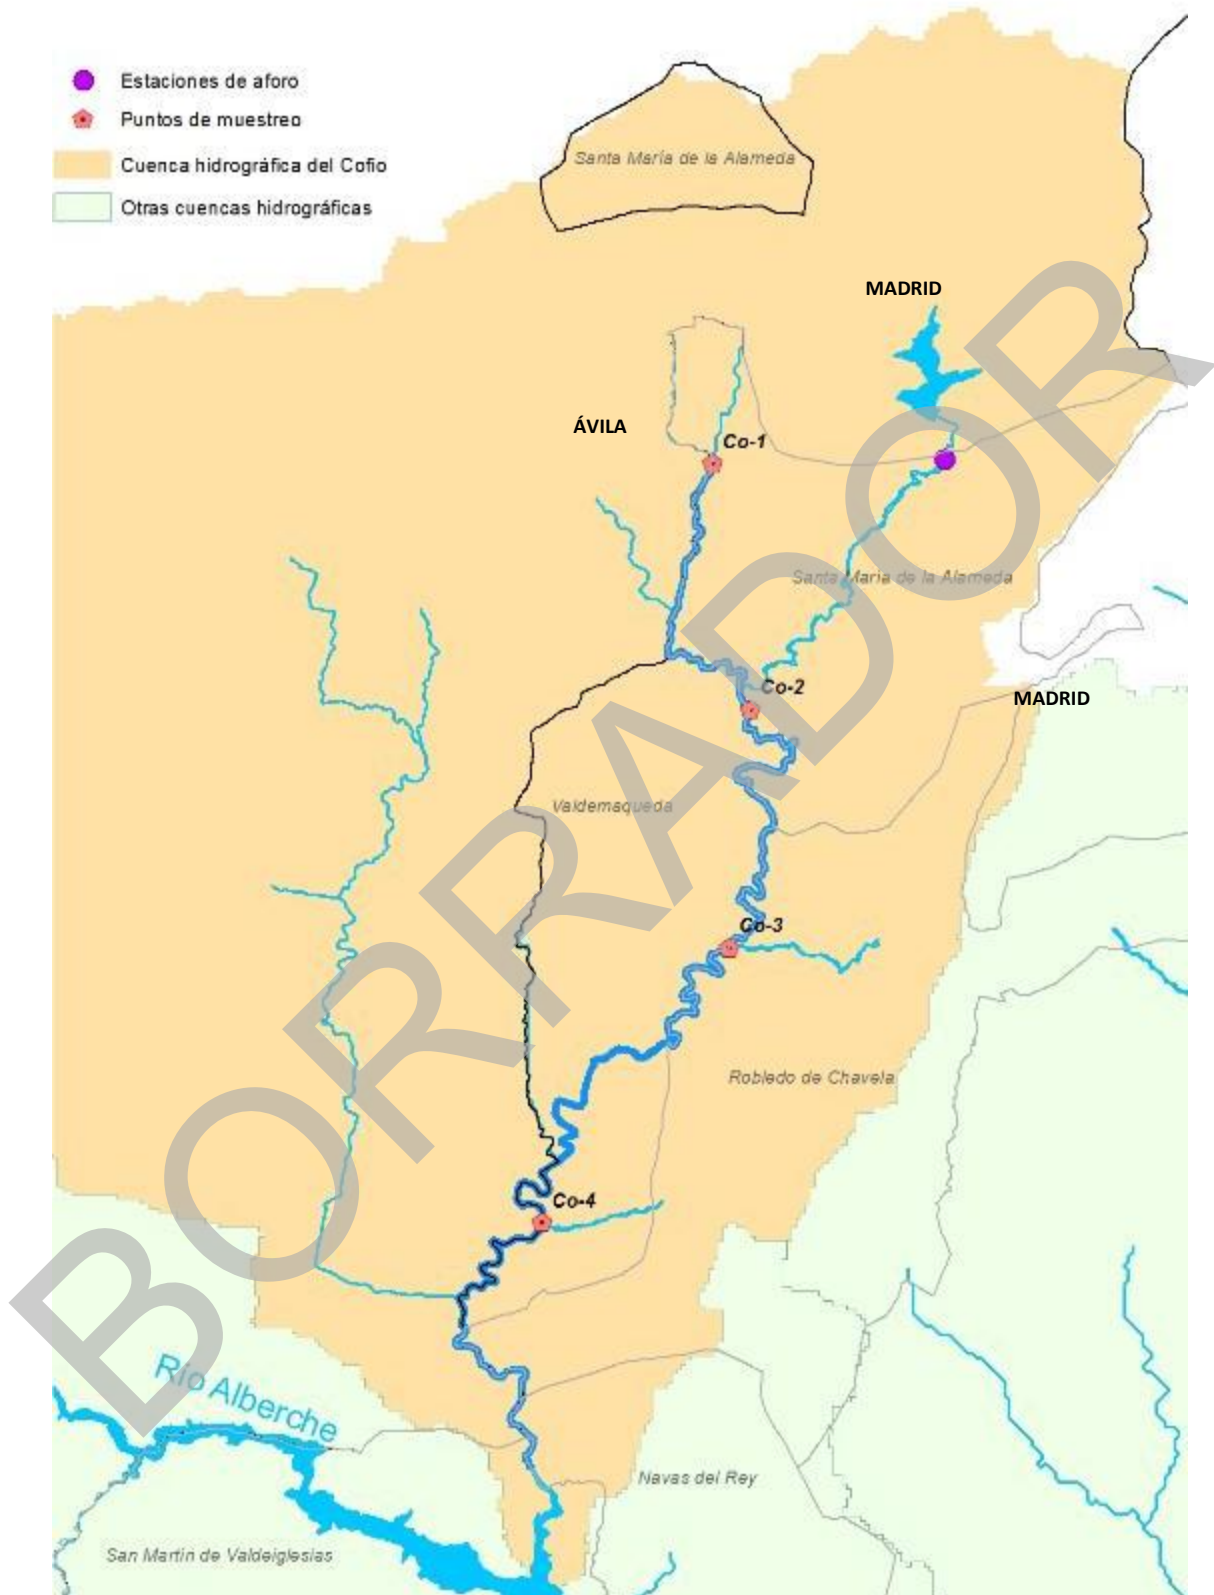 Estaciones de aforo
Puntos de muestreo
Cuenca hidrográfica del Cofio
Otras cuencas hidrográficas
Santa María de la Alameda
MADRID
ÁVILA
Co-1
Santa María de la Alameda
Co-2
MADRID
Valdemaqueda
Co-3
Robledo de Chavela
Co-4
Río Alberche
Navas del Rey
San Martín de Valdeiglesias
BORRADOR